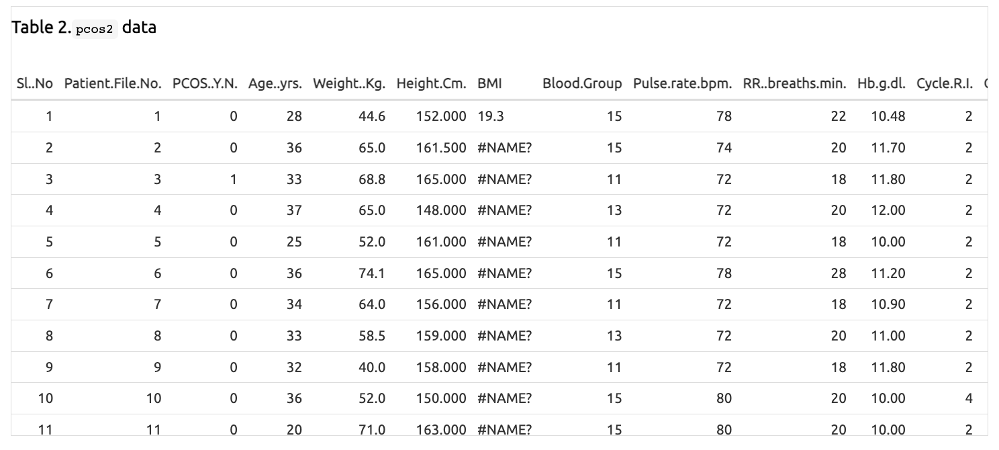 Table 2. pcos2 data
Sl..No Patient.File.No. PCOS..Y.N. Age..yrs. Weight..Kg. Height.Cm. BMI Blood.Group Pulse.rate.bpm. RR..breaths.min. Hb.g.dl. Cycle.R.I.
1 1 0 28 44.6 152.000 19.3 15 78 22 10.48 2
2 2 0 36 65.0 161.500 #NAME? 15 74 20 11.70 2
3 3 1 33 68.8 165.000 #NAME? 11 72 18 11.80 2
4 4 0 37 65.0 148.000 #NAME? 13 72 20 12.00 2
5 5 0 25 52.0 161.000 #NAME? 11 72 18 10.00 2
6 6 0 36 74.1 165.000 #NAME? 15 78 28 11.20 2
7 7 0 34 64.0 156.000 #NAME? 11 72 18 10.90 2
8 8 0 33 58.5 159.000 #NAME? 13 72 20 11.00 2
9 9 0 32 40.0 158.000 #NAME? 11 72 18 11.80 2
10 10 0 36 52.0 150.000 #NAME? 15 80 20 10.00 4
11 11 0 20 71.0 163.000 #NAME? 15 80 20 10.00 2